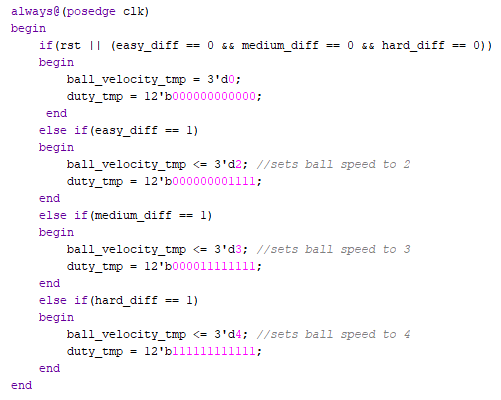 always@(posedge clk)
begin
    if(rst || (easy_diff == 0 && medium_diff == 0 && hard_diff == 0))
    begin
        ball_velocity_tmp = 3'd0;
        duty_tmp = 12'b000000000000;
     end
    else if(easy_diff == 1)
    begin
        ball_velocity_tmp <= 3'd2; //sets ball speed to 2
        duty_tmp = 12'b000000001111;
    end
    else if(medium_diff == 1)
    begin
        ball_velocity_tmp <= 3'd3; //sets ball speed to 3
        duty_tmp = 12'b000011111111;
    end
    else if(hard_diff == 1)
    begin
        ball_velocity_tmp <= 3'd4; //sets ball speed to 4
        duty_tmp = 12'b111111111111;
    end
end